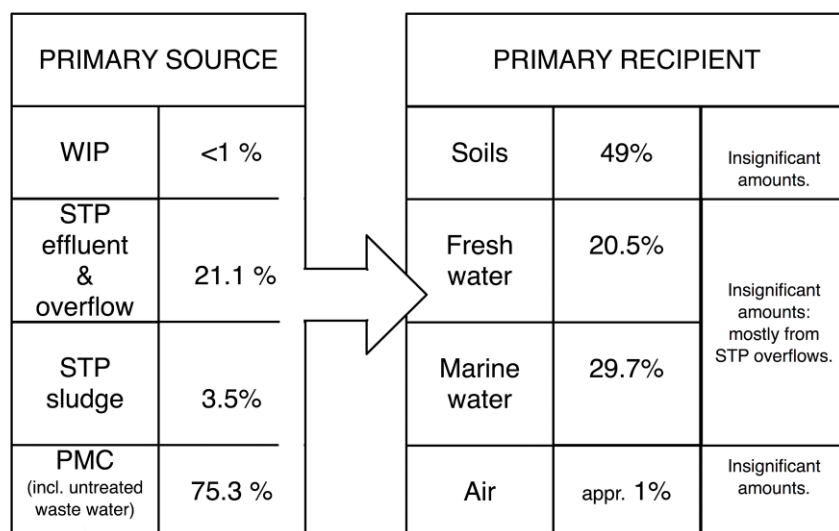 PRIMARY SOURCE
WIP
<1 %
STP
effluent
&
overflow
21.1 %
STP
sludge
3.5%
PMC
(incl. untreated
waste water)
75.3 %
PRIMARY RECIPIENT
Soils
49%
Insignificant
amounts.
Fresh
water
20.5%
Insignificant
amounts:
mostly from
STP overflows.
Marine
water
29.7%
Air
appr. 1%
Insignificant
amounts.